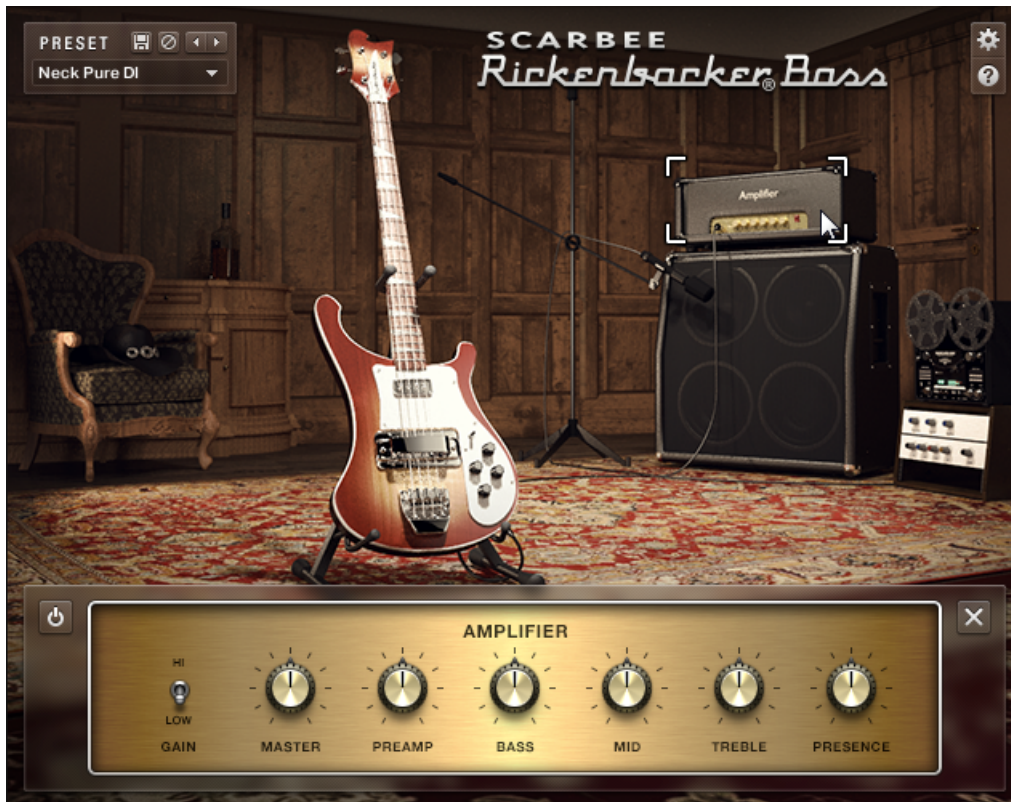 PRESET
Neck Pure DI
SCARBEE
Rickenbacker® Bass
?
Amplifier
AMPLIFIER
HI
LOW
GAIN
MASTER
PREAMP
BASS
MID
TREBLE
PRESENCE